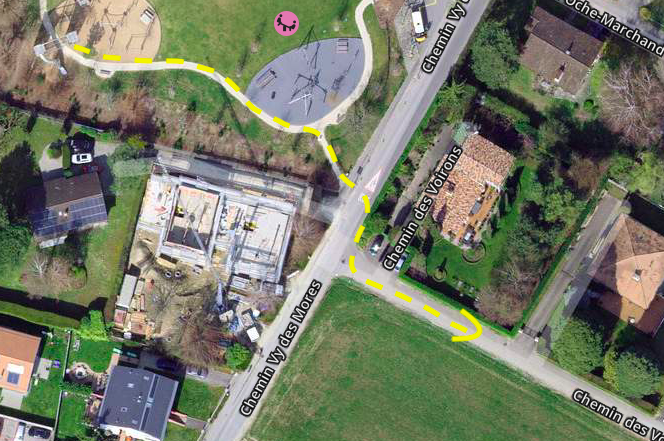 Chemin Vy d
oche-Marchand
Chemin des Voirons
Chemin Vy des Mores
Chemin des V